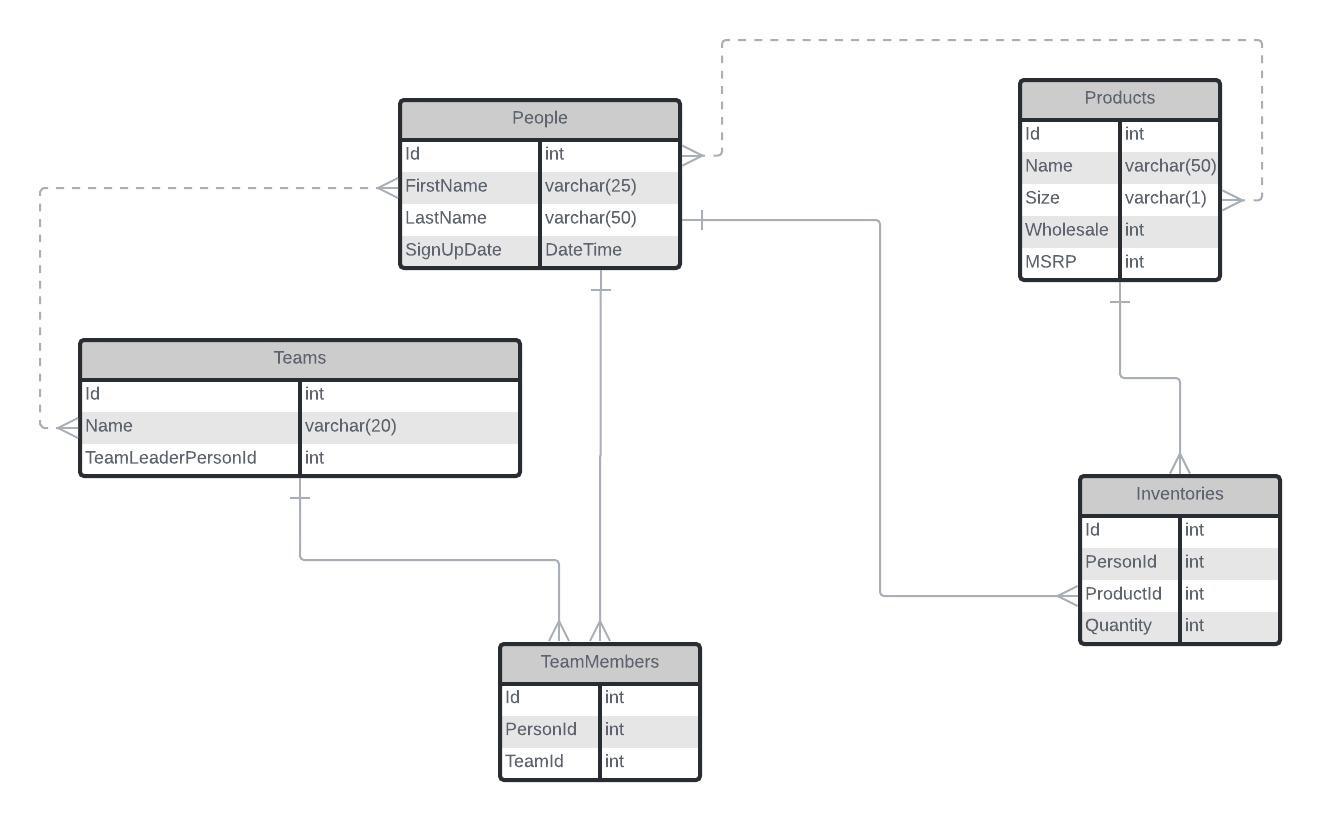 People
Id int
FirstName varchar(25)
LastName varchar(50)
SignUpDate DateTime
Products
Id int
Name varchar(50)
Size varchar(1)
Wholesale int
MSRP int
Teams
Id int
Name varchar(20)
TeamLeaderPersonId int
Inventories
Id int
PersonId int
ProductId int
Quantity int
TeamMembers
Id int
PersonId int
TeamId int